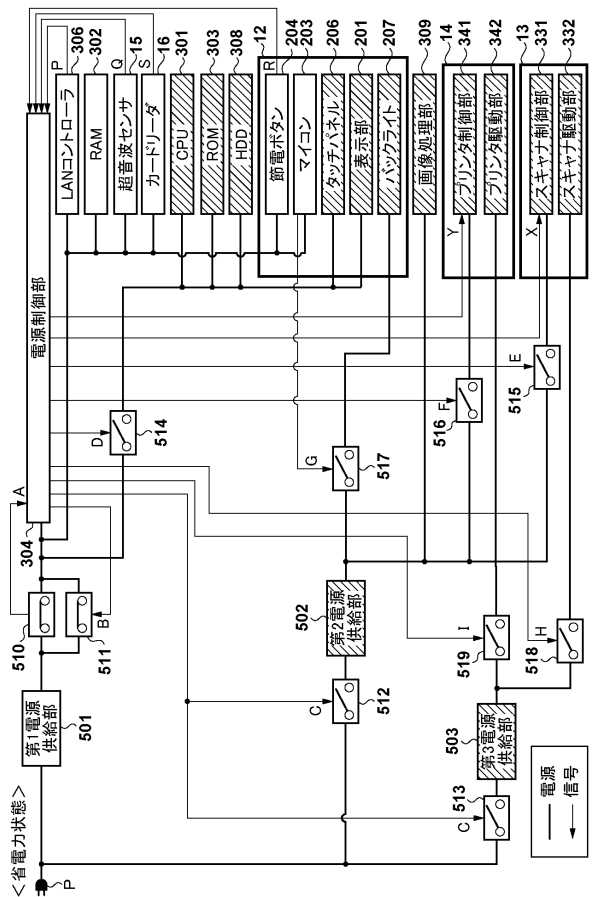 <省電力状態>
P
第1電源
供給部
501
510
511
A
B
304
電源制御部
P
LANコントローラ
306
RAM
302
Q
超音波センサ
15
S
カードリーダ
16
CPU
301
ROM
303
HDD
308
12
R
節電ボタン
204
マイコン
203
タッチパネル
206
表示部
201
バックライト
207
画像処理部
309
14
Y
プリンタ制御部
341
プリンタ駆動部
342
13
X
スキャナ制御部
331
スキャナ駆動部
332
D
514
E
515
F
516
G
517
C
512
第2電源
供給部
502
I
519
H
518
C
513
第3電源
供給部
503
電源
信号